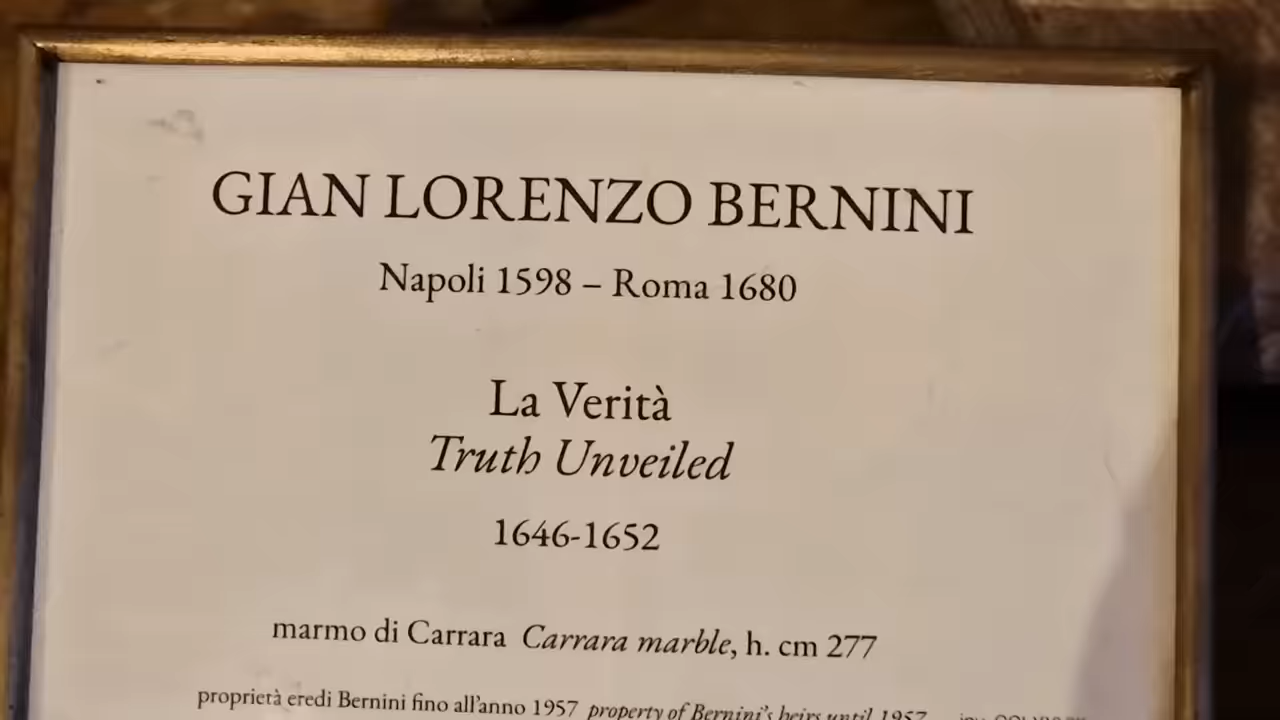 GIAN LORENZO BERNINI
Napoli 1598 – Roma 1680
La Verità
Truth Unveiled
1646-1652
marmo di Carrara Carrara marble, h. cm 277
proprietà eredi Bernini fino all'anno 1957 property of Bernini's heirs until 1957